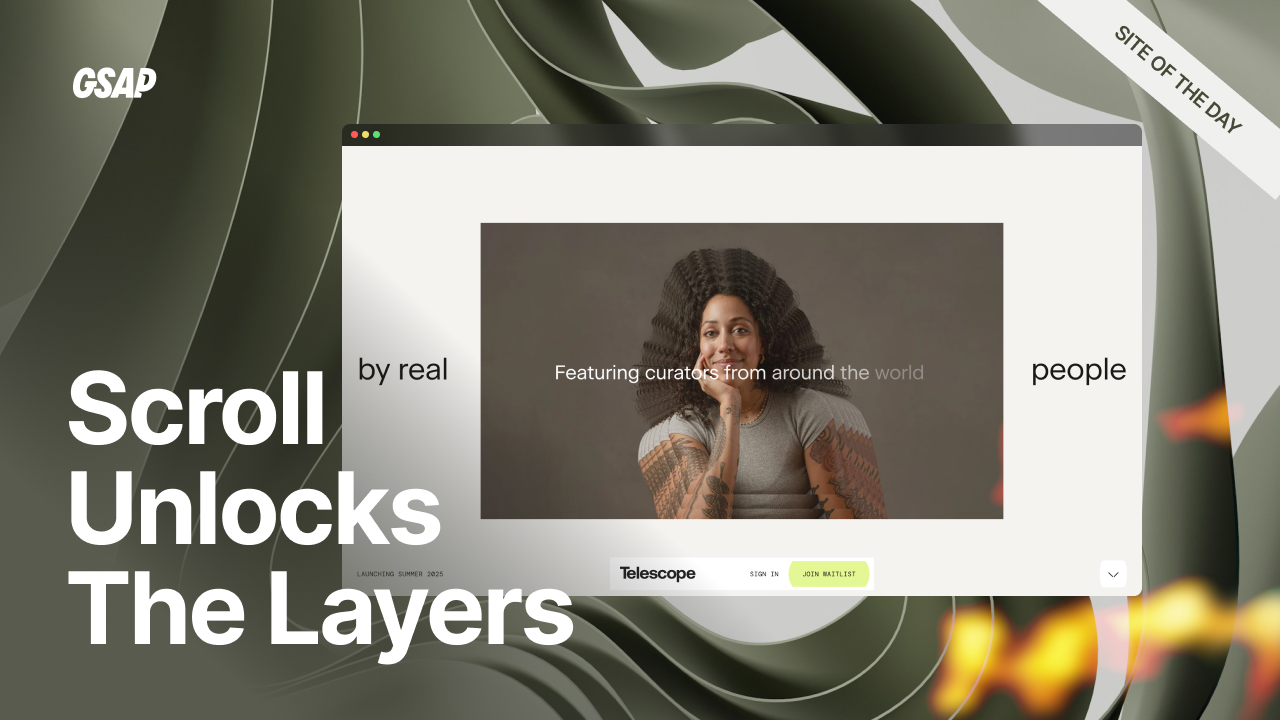 GSAP
SITE OF THE DAY
by real
Featuring curators from around the world
people
Scroll
Unlocks
The Layers
LAUNCHING SUMMER 2025
Telescope
SIGN IN
JOIN WAITLIST